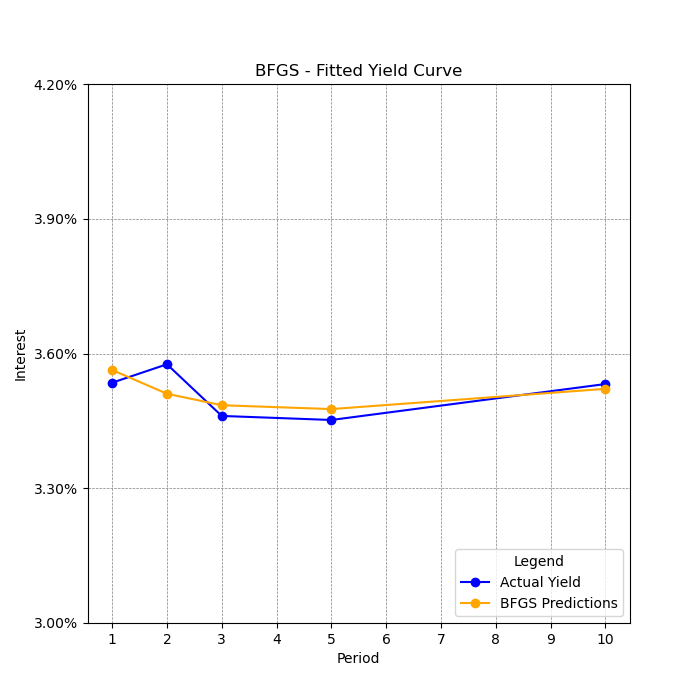 BFGS - Fitted Yield Curve
4.20%
3.90%
3.60%
3.30%
3.00%
Interest
1 2 3 4 5 6 7 8 9 10
Period
Legend
Actual Yield
BFGS Predictions